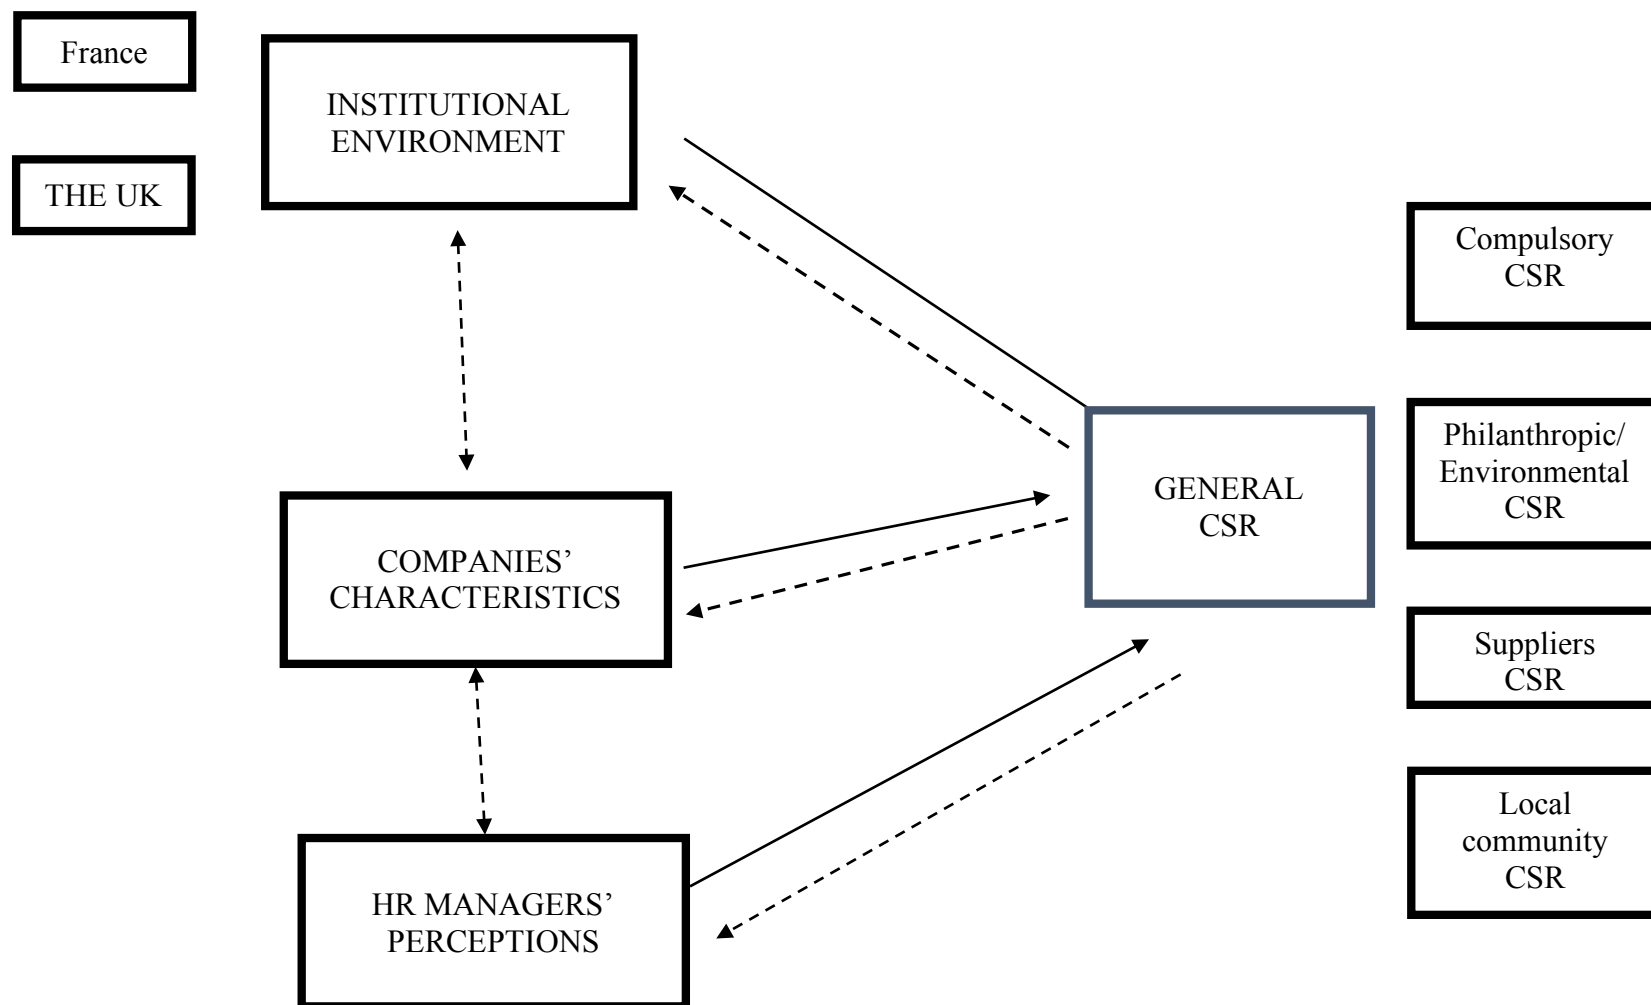 France
THE UK
INSTITUTIONAL
ENVIRONMENT
COMPANIES’
CHARACTERISTICS
HR MANAGERS’
PERCEPTIONS
GENERAL
CSR
Compulsory
CSR
Philanthropic/
Environmental
CSR
Suppliers
CSR
Local
community
CSR